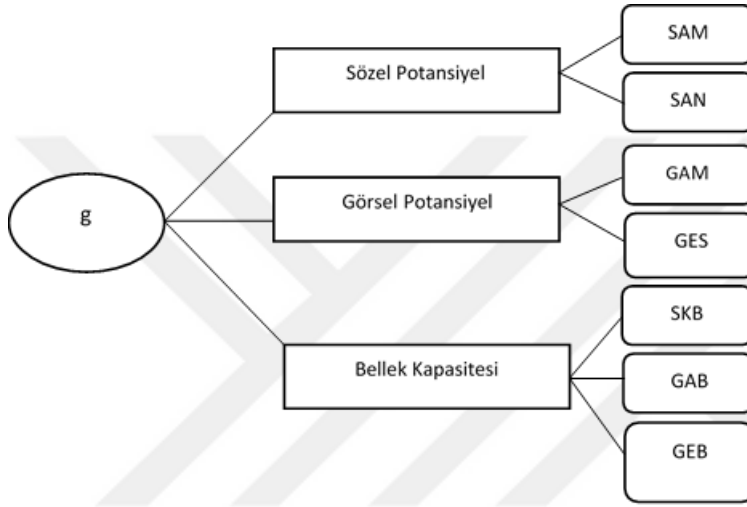 g
Sözel Potansiyel
SAM
SAN
Görsel Potansiyel
GAM
GES
Bellek Kapasitesi
SKB
GAB
GEB